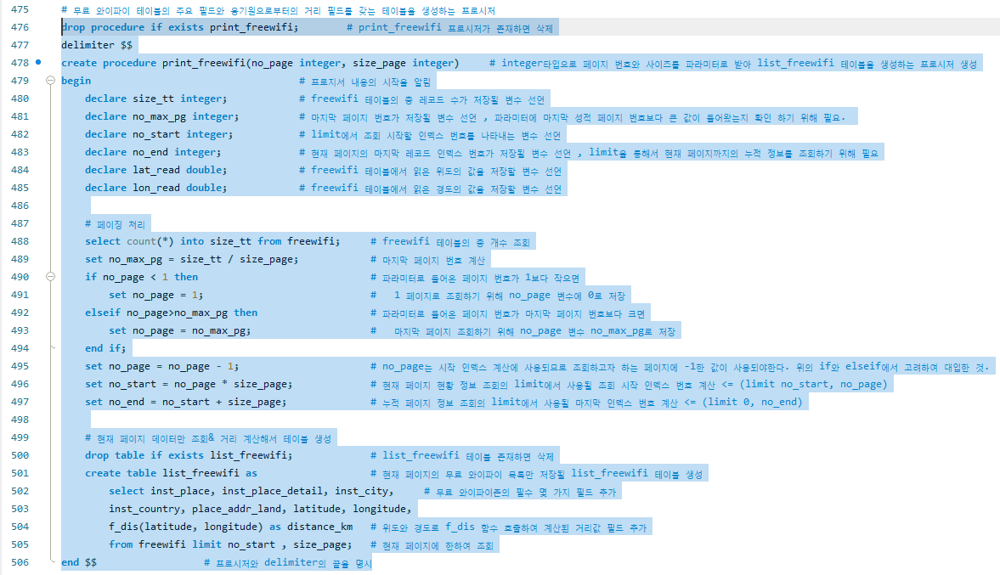 475 # 무료 와이파이 테이블의 주요 필드와 융기원으로부터의 거리 필드를 갖는 테이블을 생성하는 프로시저
476 drop procedure if exists print_freewifi; # print_freewifi 프로시저가 존재하면 삭제
477 delimiter $$
478 create procedure print_freewifi(no_page integer, size_page integer) # integer타입으로 페이지 번호와 사이즈를 파라미터로 받아 list_freewifi 테이블을 생성하는 프로시저 생성
479 begin # 프로지서 내용의 시작을 알림
480 declare size_tt integer; # freewifi 테이블의 총 레코드 수가 저장될 변수 선언
481 declare no_max_pg integer; # 마지막 페이지 번호가 저장될 변수 선언 , 파라미터에 마지막 성적 페이지 번호보다 큰 값이 들어왔는지 확인 하기 위해 필요.
482 declare no_start integer; # limit에서 조회 시작할 인덱스 번호를 나타내는 변수 선언
483 declare no_end integer; # 현재 페이지의 마지막 레코드 인덱스 번호가 저장될 변수 선언 , limit을 통해서 현재 페이지까지의 누적 정보를 조회하기 위해 필요
484 declare lat_read double; # freewifi 테이블에서 읽은 위도의 값을 저장할 변수 선언
485 declare lon_read double; # freewifi 테이블에서 읽은 경도의 값을 저장할 변수 선언
486
487 # 페이징 처리
488 select count(*) into size_tt from freewifi; # freewifi 테이블의 총 개수 조회
489 set no_max_pg = size_tt / size_page; # 마지막 페이지 번호 계산
490 if no_page < 1 then # 파라미터로 들어온 페이지 번호가 1보다 작으면
491 set no_page = 1; # 1 페이지로 조회하기 위해 no_page 변수에 0로 저장
492 elseif no_page>no_max_pg then # 파라미터로 들어온 페이지 번호가 마지막 페이지 번호보다 크면
493 set no_page = no_max_pg; # 마지막 페이지 조회하기 위해 no_page 변수 no_max_pg로 저장
494 end if;
495 set no_page = no_page - 1; # no_page는 시작 인덱스 계산에 사용되므로 조회하고자 하는 페이지에 -1한 값이 사용되야한다. 위의 if와 elseif에서 고려하여 대입한 것.
496 set no_start = no_page * size_page; # 현재 페이지 현황 정보 조회의 limit에서 사용될 조회 시작 인덱스 번호 계산 <= (limit no_start, no_page)
497 set no_end = no_start + size_page; # 누적 페이지 정보 조회의 limit에서 사용될 마지막 인덱스 번호 계산 <= (limit 0, no_end)
498
499 # 현재 페이지 데이터만 조회& 거리 계산해서 테이블 생성
500 drop table if exists list_freewifi; # list_freewifi 테이블 존재하면 삭제
501 create table list_freewifi as # 현재 페이지의 무료 와이파이 목록만 저장될 list_freewifi 테이블 생성
502 select inst_place, inst_place_detail, inst_city, # 무료 와이파이존의 필수 몇 가지 필드 추가
503 inst_country, place_addr_land, latitude, longitude,
504 f_dis(latitude, longitude) as distance_km # 위도와 경도로 f_dis 함수 호출하여 계산된 거리값 필드 추가
505 from freewifi limit no_start , size_page; # 현재 페이지에 한하여 조회
506 end $$ # 프로시저와 delimiter의 끝을 명시